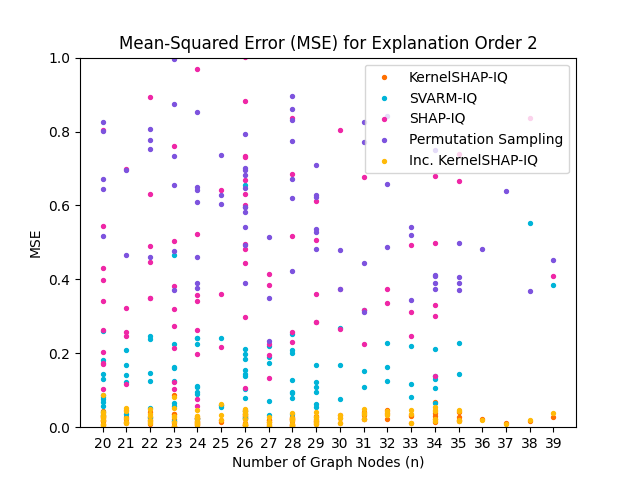 Mean-Squared Error (MSE) for Explanation Order 2
1.0
0.8
0.6
0.4
0.2
0.0
MSE
KernelSHAP-IQ
SVARM-IQ
SHAP-IQ
Permutation Sampling
Inc. KernelSHAP-IQ
20 21 22 23 24 25 26 27 28 29 30 31 32 33 34 35 36 37 38 39
Number of Graph Nodes (n)